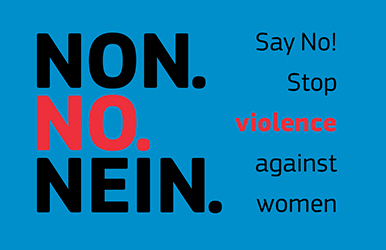 NON.
NO.
NEIN.
Say No!
Stop
violence
against
women